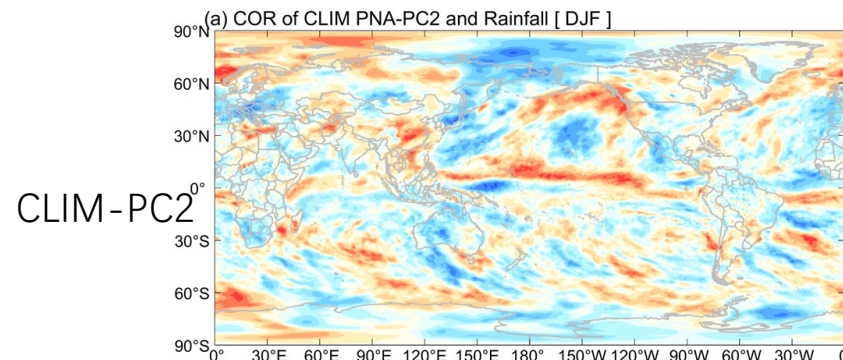 (a) COR of CLIM PNA-PC2 and Rainfall [ DJF ]
90°N
60°N
30°N
CLIM-PC2
0°
30°S
60°S
90°S
0° 30°E 60°E 90°E 120°E 150°E 180° 150°W 120°W 90°W 60°W 30°W 0